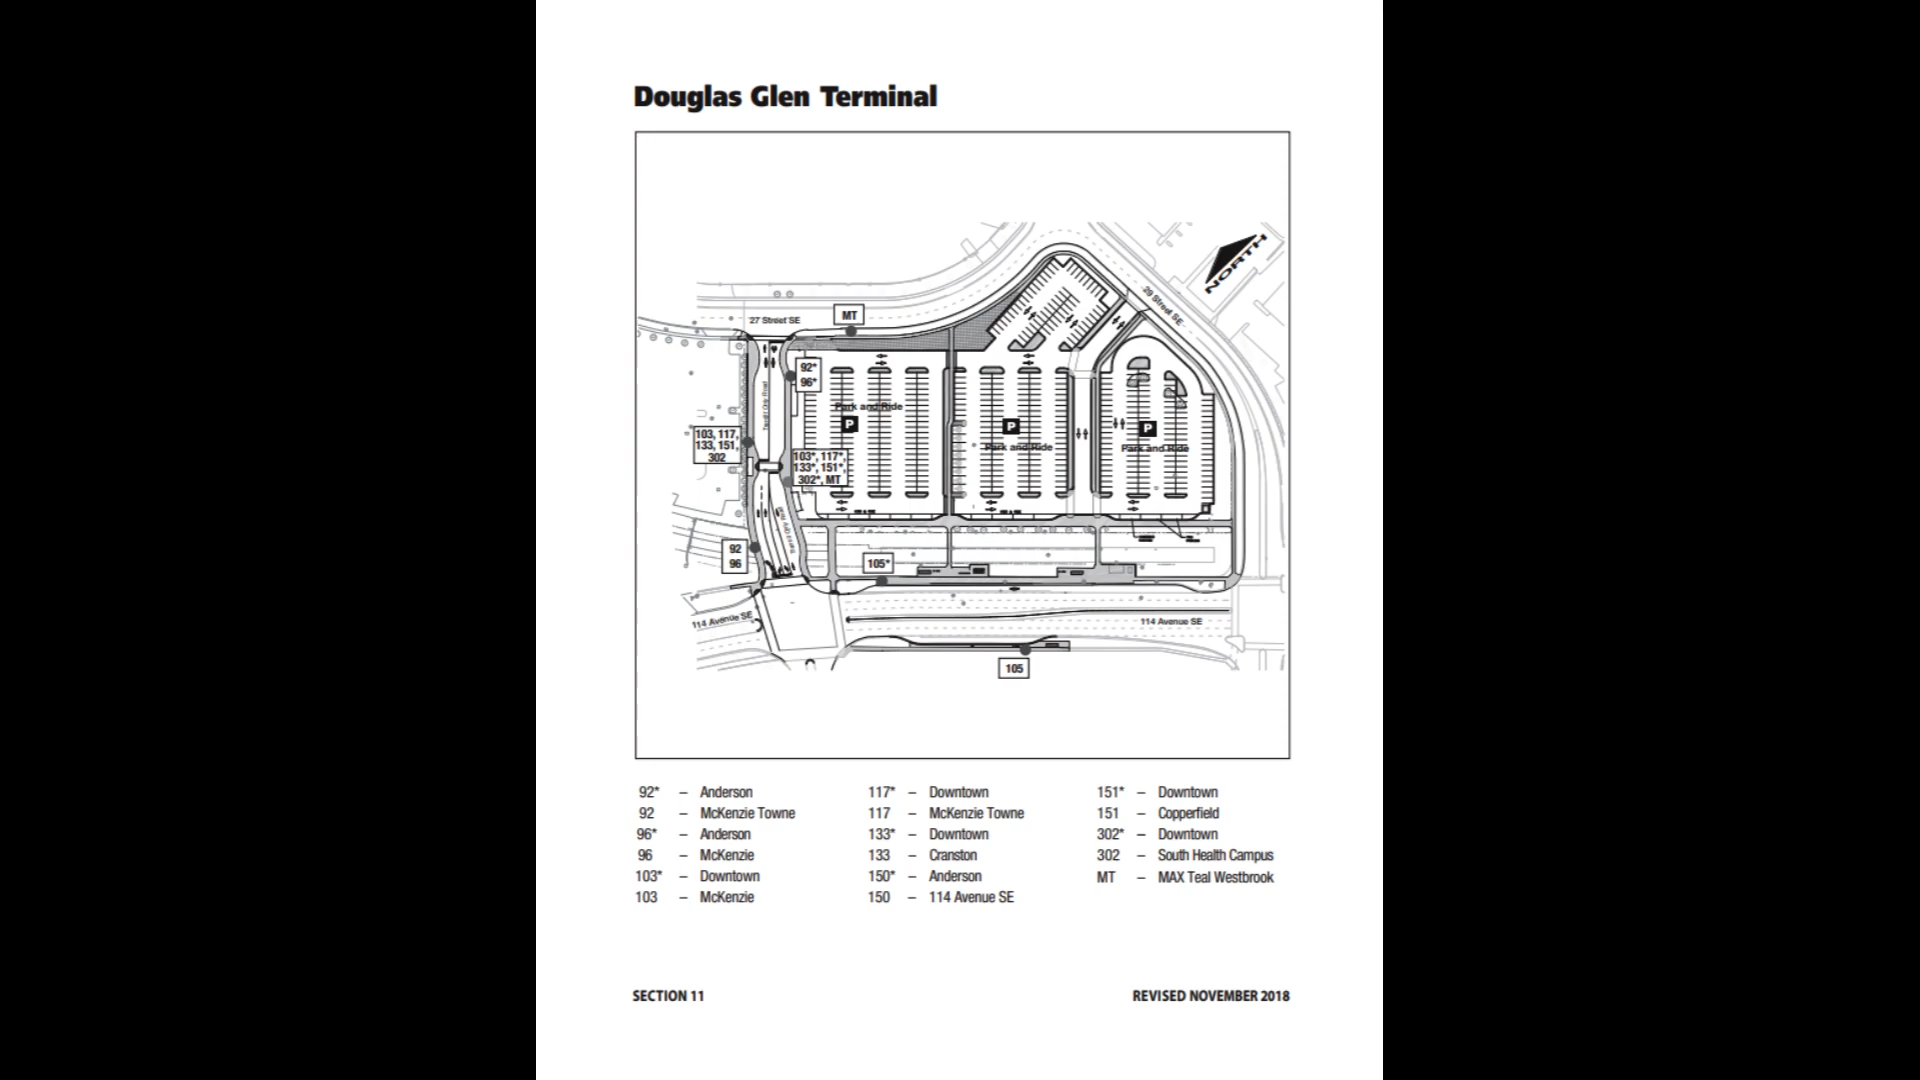 Douglas Glen Terminal
NORTH
29 Street SE
27 Street SE
MT
92*
96*
Transit Only Road
Park and Ride
P
P
Park and Ride
P
Park and Ride
103, 117,
133, 151,
302
103*, 117*,
133*, 151*,
302*, MT
92
96
105*
114 Avenue SE
114 Avenue SE
105
92* – Anderson
92 – McKenzie Towne
96* – Anderson
96 – McKenzie
103* – Downtown
103 – McKenzie
117* – Downtown
117 – McKenzie Towne
133* – Downtown
133 – Cranston
150* – Anderson
150 – 114 Avenue SE
151* – Downtown
151 – Copperfield
302* – Downtown
302 – South Health Campus
MT – MAX Teal Westbrook
SECTION 11
REVISED NOVEMBER 2018